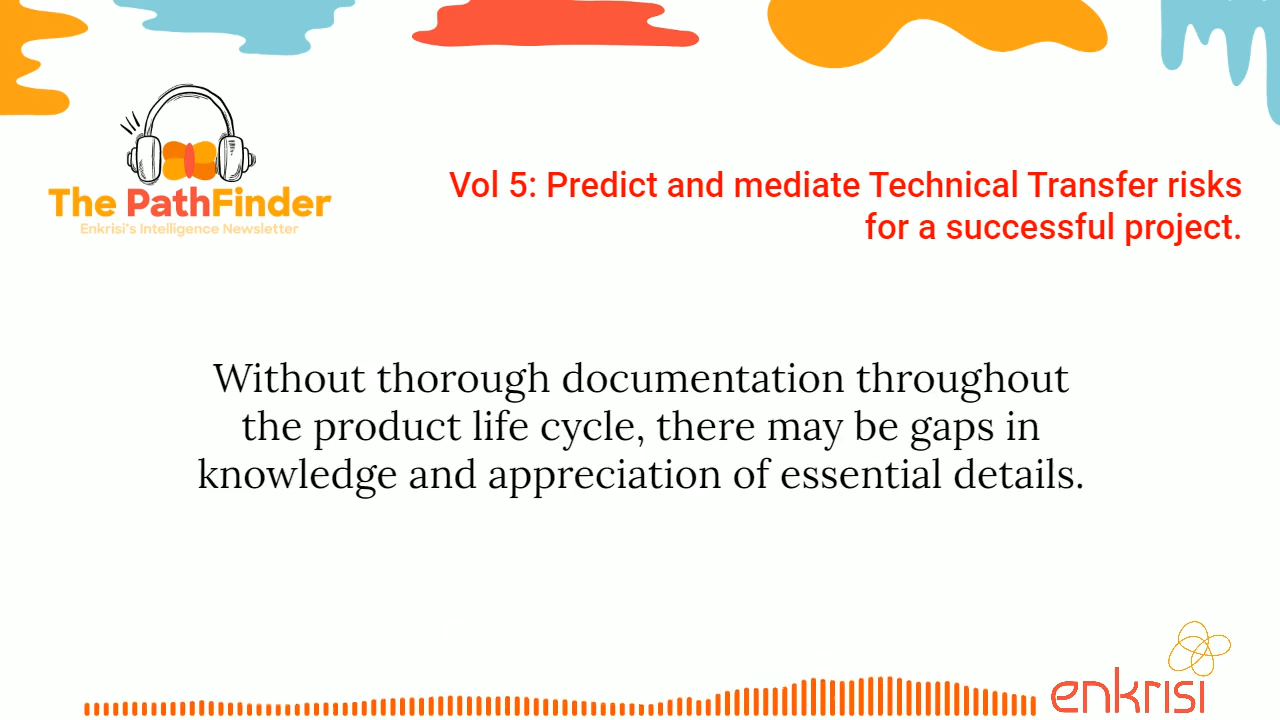 The PathFinder
Enkrisi's Intelligence Newsletter
Vol 5: Predict and mediate Technical Transfer risks
for a successful project.
Without thorough documentation throughout
the product life cycle, there may be gaps in
knowledge and appreciation of essential details.
enkrisi